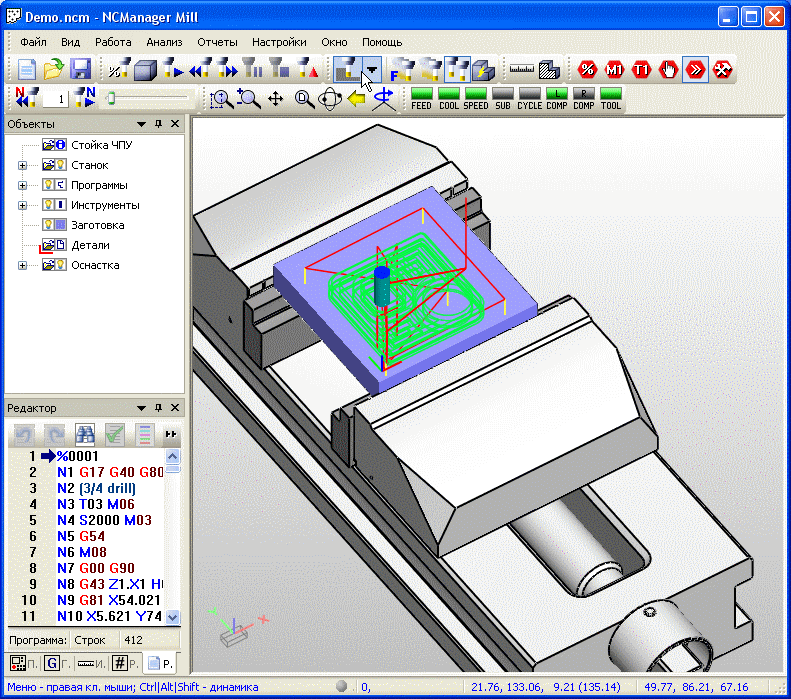 Demo.ncm - NCManager Mill
Файл Вид Работа Анализ Отчеты Настройки Окно Помощь
% F % M1 T1
N 1 N FEED COOL SPEED SUB CYCLE L COMP R COMP TOOL
Объекты
Стойка ЧПУ
Станок
Программы
Инструменты
Заготовка
Детали
Оснастка
Редактор
1 %0001
2 N1 G17 G40 G80
3 N2 (3/4 drill)
4 N3 T03 M06
5 N4 S2000 M03
6 N5 G54
7 N6 M08
8 N7 G00 G90
9 N8 G43 Z1.X1 H
10 N9 G81 X54.021
11 N10 X5.621 Y74
Программа: Строк 412
П. G Г. И. # Р. Р.
X Y
Меню - правая кл. мыши; Ctrl|Alt|Shift - динамика 0, 21.76, 133.06, 9.21 (135.14) 49.77, 86.21, 67.16